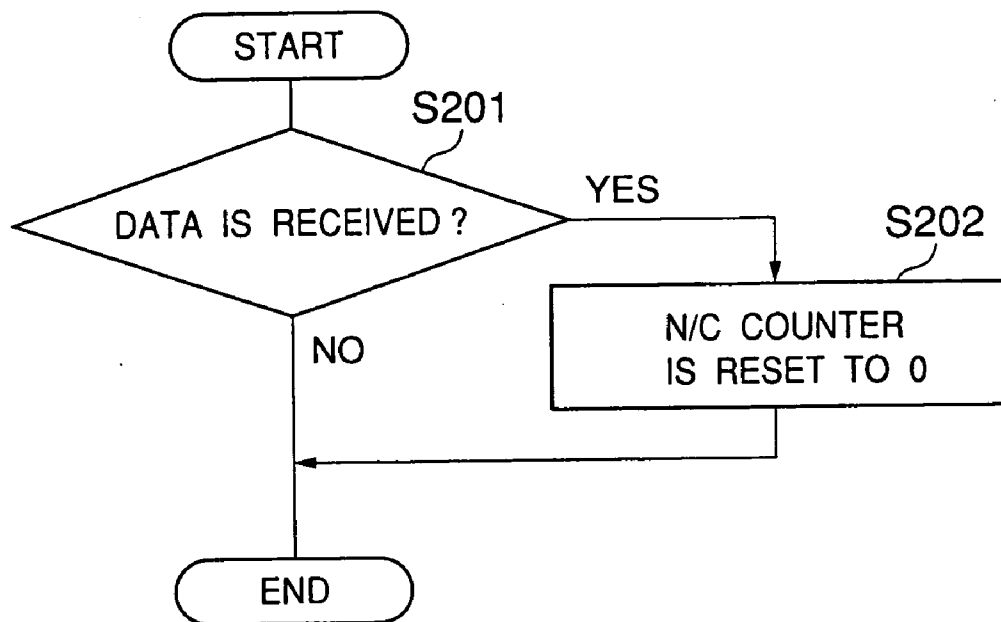 START
S201
DATA IS RECEIVED ?
YES
S202
N/C COUNTER
IS RESET TO 0
NO
END